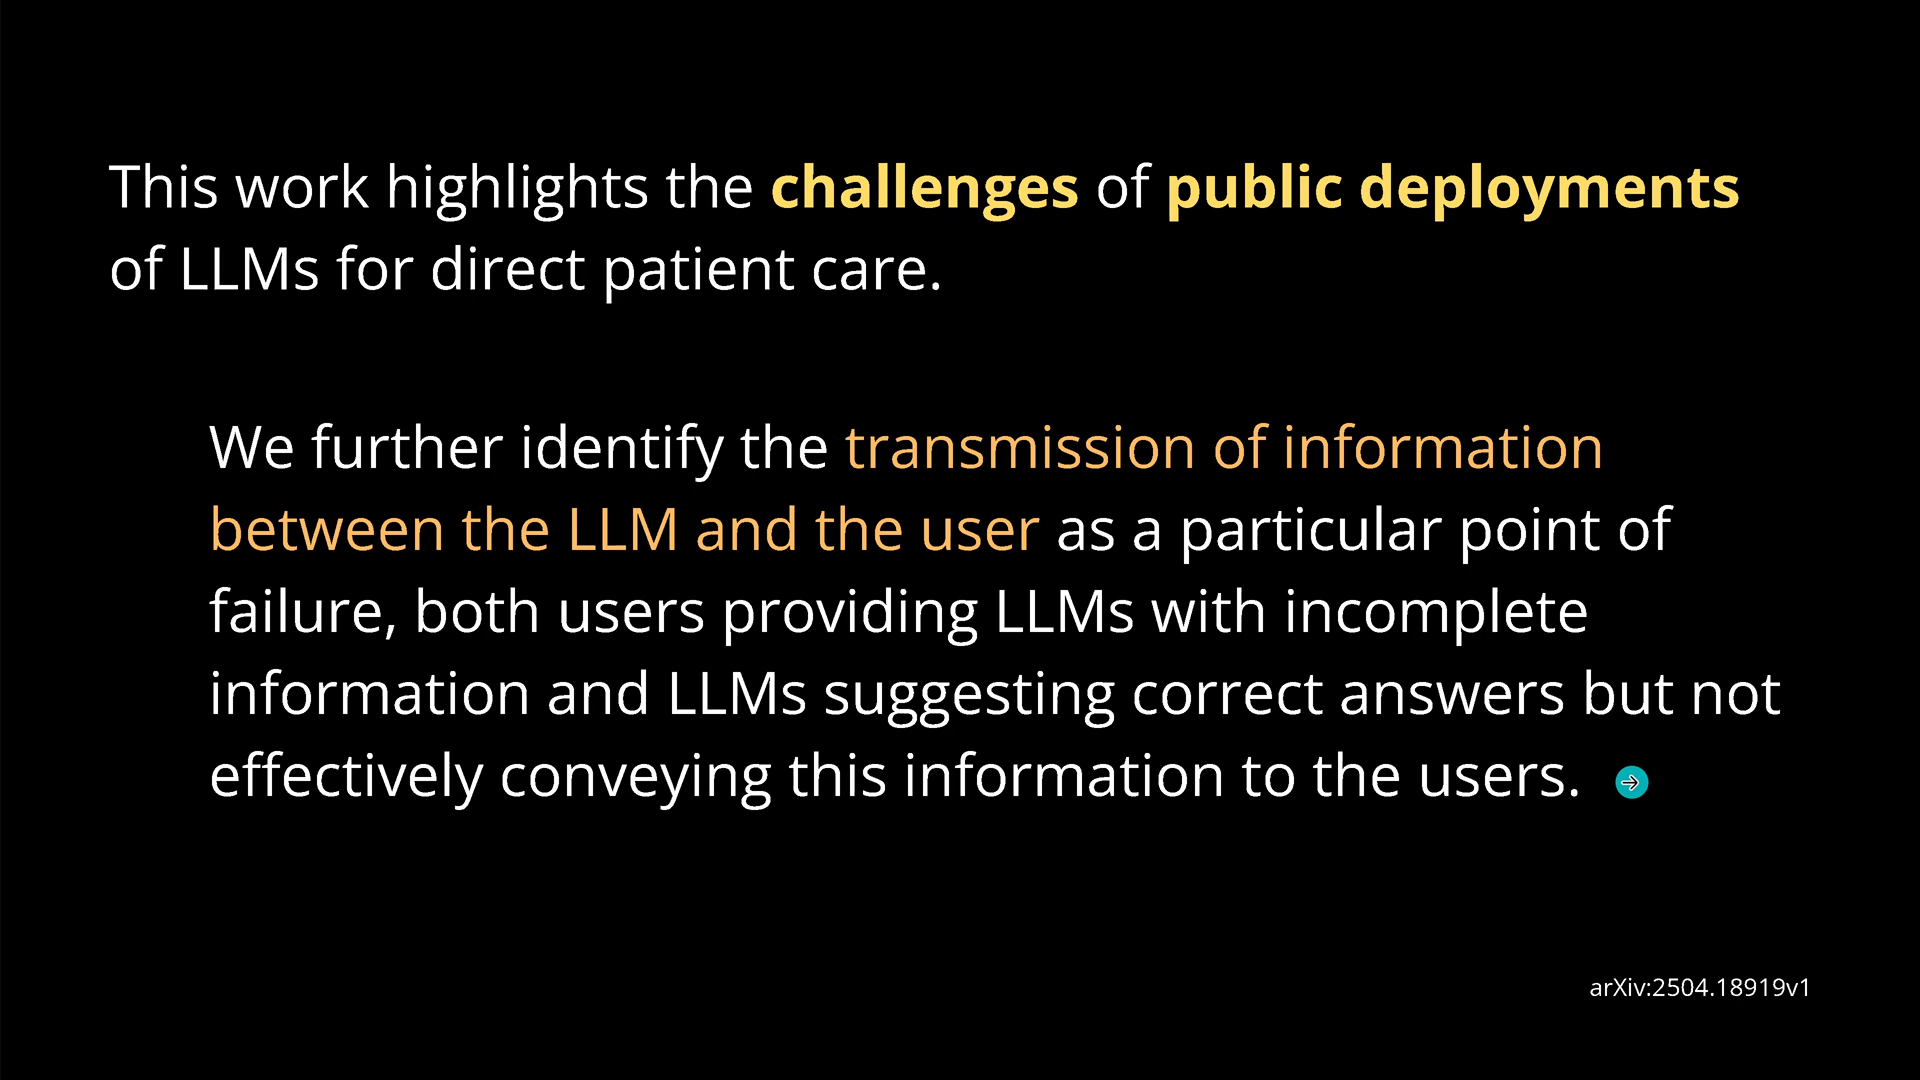 This work highlights the challenges of public deployments
of LLMs for direct patient care.
We further identify the transmission of information
between the LLM and the user as a particular point of
failure, both users providing LLMs with incomplete
information and LLMs suggesting correct answers but not
effectively conveying this information to the users.
arXiv:2504.18919v1